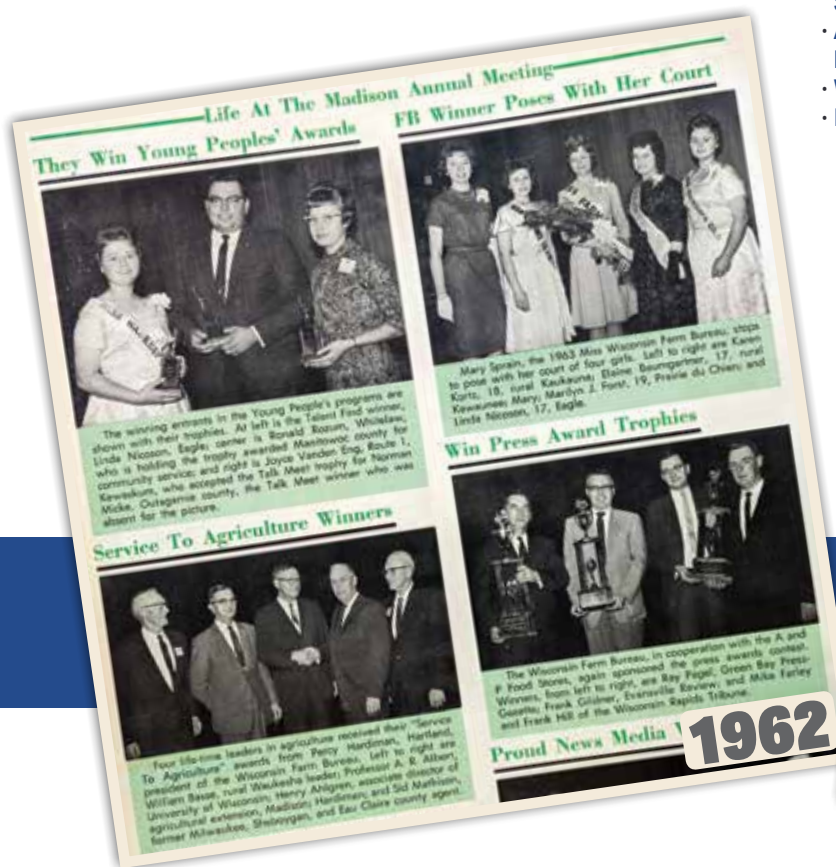 Life At The Madison Annual Meeting
They Win Young Peoples' Awards
The winning entrants in the Young People's programs are
shown with their trophies. At left is the Talent Find winner,
Linda Nicoson, Eagle; center is Ronald Rozum, Whitelaw,
who is holding the trophy awarded Manitowoc county for
community service; and right is Joyce Vanden Eng, Route 1,
Kewaskum, who accepted the Talk Meet trophy for Norman
Micke, Outagamie county, the Talk Meet winner who was
absent for the picture.
Service To Agriculture Winners
Four life-time leaders in agriculture received their "Service
To Agriculture" awards from Percy Hardiman, Hartland,
president of the Wisconsin Farm Bureau. Left to right are
William Basse, rural Waukesha leader; Professor A. R. Albert,
University of Wisconsin; Henry Ahlgren, associate director of
agricultural extension, Madison; Hardiman; and Sid Mathison,
former Milwaukee, Sheboygan, and Eau Claire county agent.
FB Winner Poses With Her Court
Mary Sprain, the 1963 Miss Wisconsin Farm Bureau, stops
to pose with her court of four girls. Left to right are Karen
Kortz, 18, rural Kaukauna; Elaine Baumgartner, 17, rural
Kewaunee; Mary; Marilyn J. Forst, 19, Prairie du Chien; and
Linda Nicoson, 17, Eagle.
Win Press Award Trophies
The Wisconsin Farm Bureau, in cooperation with the A and
P Food Stores, again sponsored the press awards contest.
Winners, from left to right, are Ray Pagel, Green Bay Press-
Gazette; Frank Gilidner, Evansville Review; and Mike Farley
and Frank Hill of the Wisconsin Rapids Tribune.
Proud News Media
1962